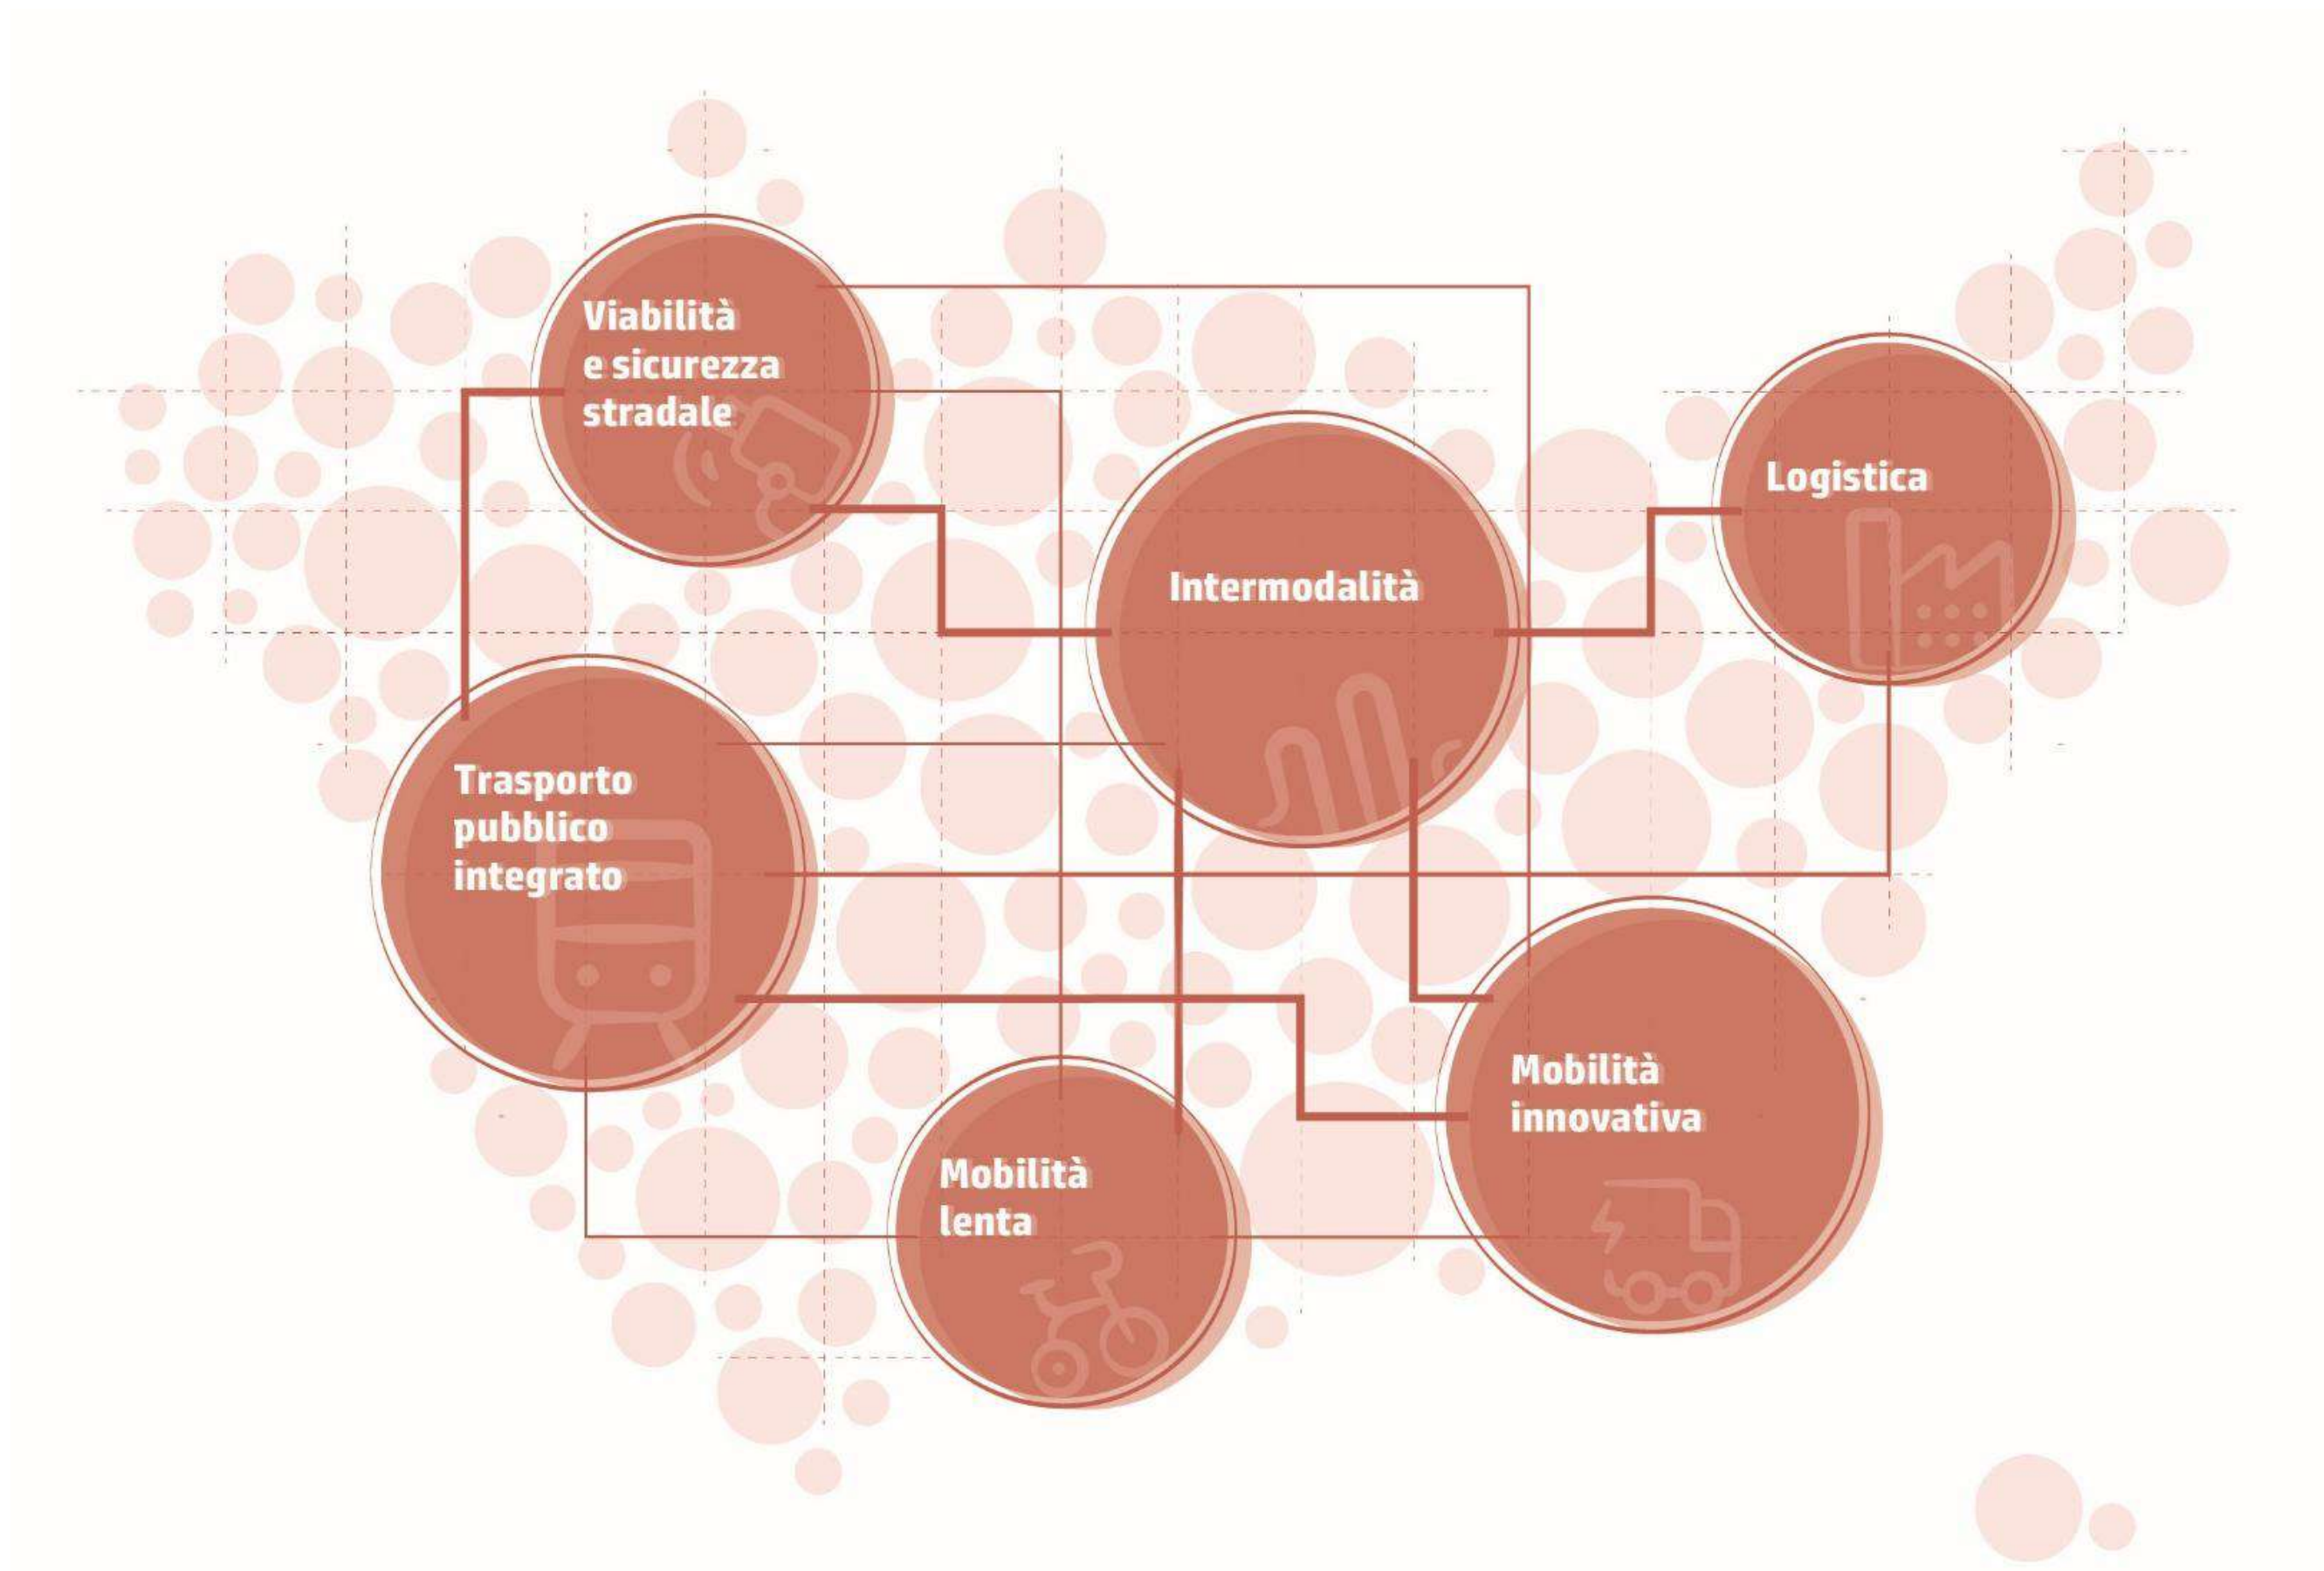 Viabilità
e sicurezza
stradale
Logistica
Intermodalità
Trasporto
pubblico
integrato
Mobilità
innovativa
Mobilità
lenta